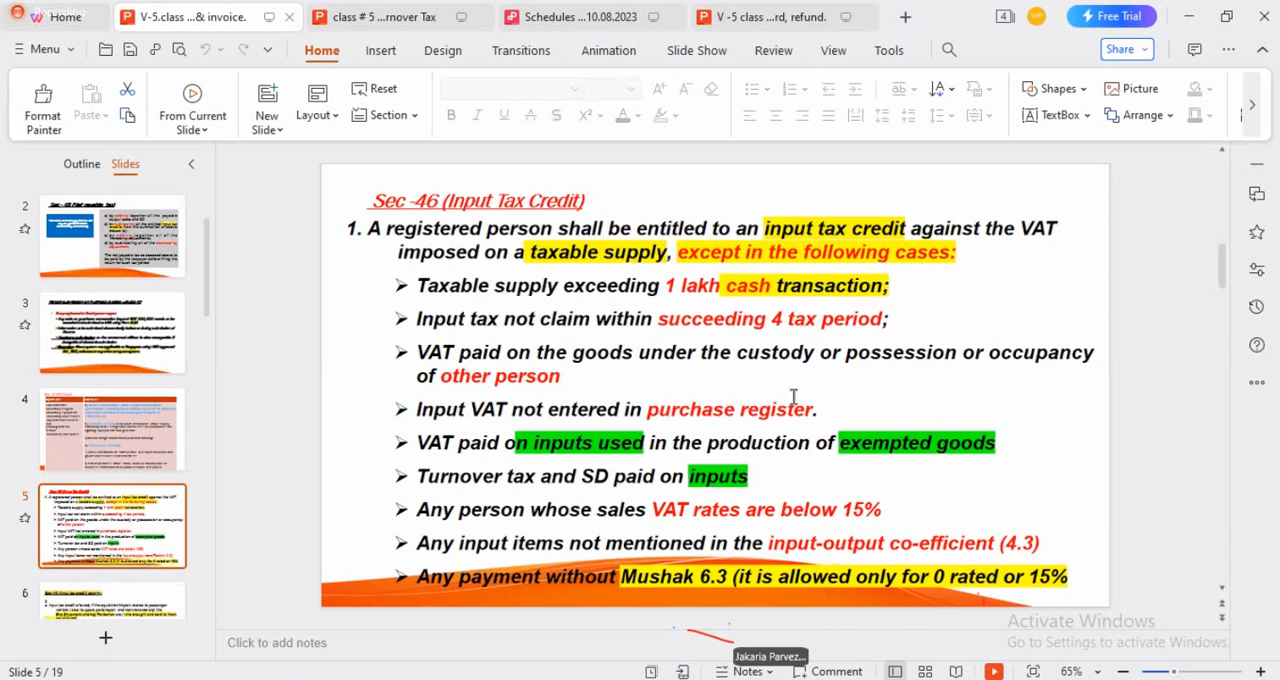 Home
V-5.class ...& invoice.
class # 5 ...rnover Tax
Schedules ...10.08.2023
V -5 class ...rd, refund.
4
Free Trial
Menu
Home
Insert
Design
Transitions
Animation
Slide Show
Review
View
Tools
Share
Format
Painter
Paste
From Current
Slide
New
Slide
Layout
Reset
Section
B I U A S X²
A
Shapes
Picture
TextBox
Arrange
Outline
Slides
2
3
4
5
6
Sec -46 (Input Tax Credit)
1. A registered person shall be entitled to an input tax credit against the VAT
imposed on a taxable supply, except in the following cases:
➢ Taxable supply exceeding 1 lakh cash transaction;
➢ Input tax not claim within succeeding 4 tax period;
➢ VAT paid on the goods under the custody or possession or occupancy
of other person
➢ Input VAT not entered in purchase register.
➢ VAT paid on inputs used in the production of exempted goods
➢ Turnover tax and SD paid on inputs
➢ Any person whose sales VAT rates are below 15%
➢ Any input items not mentioned in the input-output co-efficient (4.3)
➢ Any payment without Mushak 6.3 (it is allowed only for 0 rated or 15%
Click to add notes
Activate Windows
Go to Settings to activate Windows.
Jakaria Parvez...
Slide 5 / 19
Notes
Comment
65%